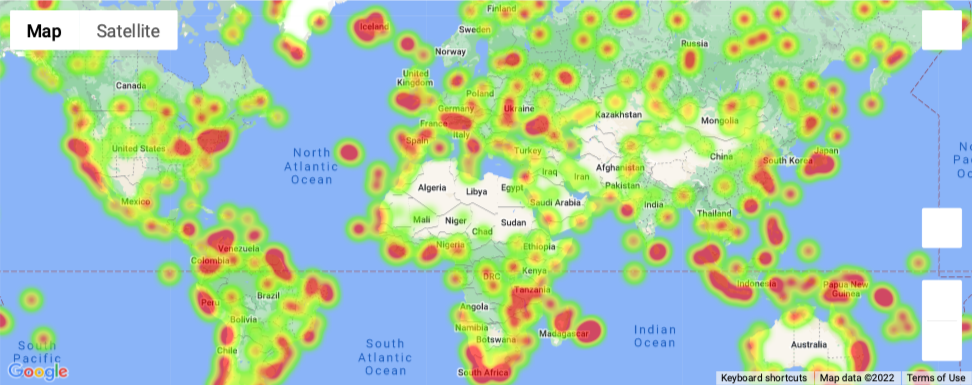 Map
Satellite
Iceland
Finland
Sweden
Norway
Russia
Canada
United
Kingdom
Poland
Germany
Ukraine
Kazakhstan
Mongolia
France
Italy
Spain
Turkey
United States
North
Atlantic
Ocean
China
South Korea
Japan
Afghanistan
Iraq
Iran
Pakistan
Algeria
Libya
Egypt
Saudi Arabia
India
Mexico
Mali
Niger
Sudan
Chad
Thailand
Nigeria
Ethiopia
Venezuela
Colombia
DRC
Kenya
Tanzania
Indonesia
Papua New
Guinea
Peru
Brazil
Angola
Bolivia
Namibia
Botswana
Madagascar
Indian
Ocean
Chile
South
Pacific
Ocean
South
Atlantic
Ocean
Australia
South Africa
Google
Keyboard shortcuts
Map data ©2022
Terms of Use